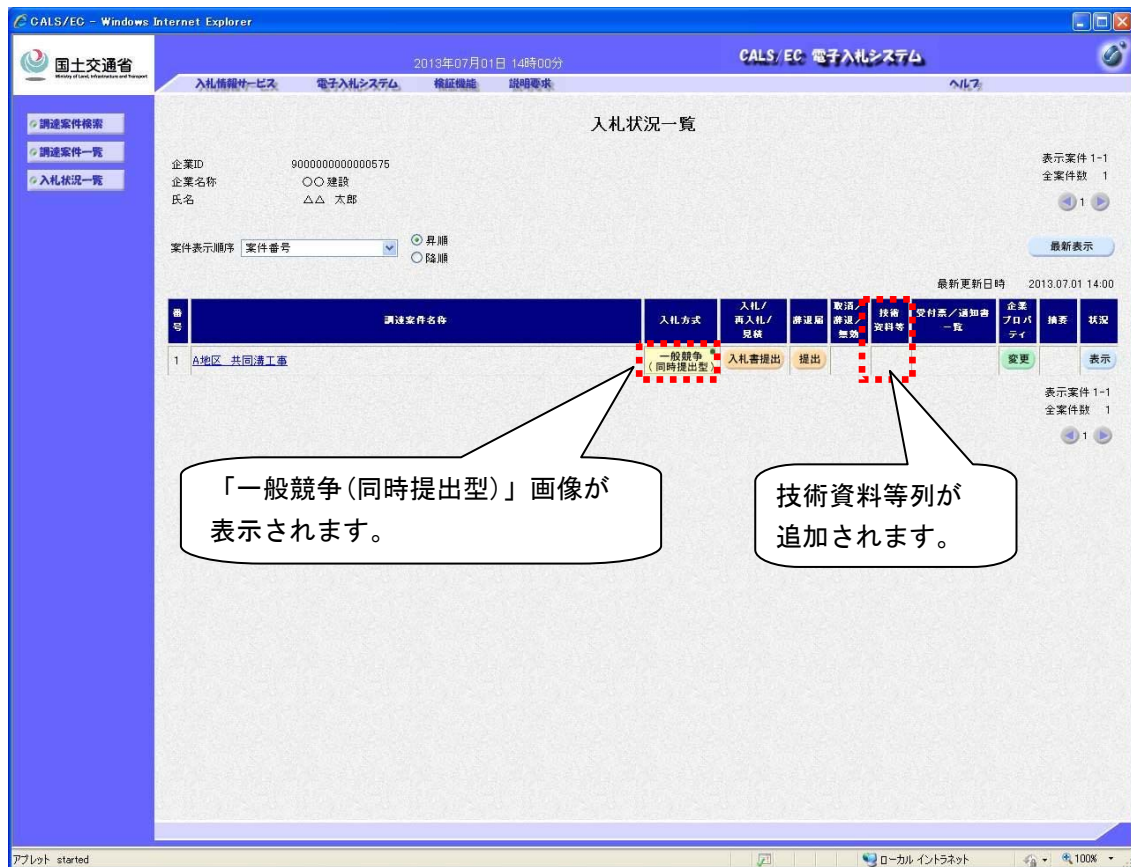 CALS/EC - Windows Internet Explorer
国土交通省
Ministry of Land, Infrastructure and Transport
2013年07月01日 14時00分
CALS/EC 電子入札システム
入札情報サービス 電子入札システム 検証機能 説明要求 ヘルプ
調達案件検索
調達案件一覧
入札状況一覧
入札状況一覧
企業ID 9000000000000575
企業名称 〇〇建設
氏名 △△ 太郎
表示案件 1-1
全案件数 1
1
案件表示順序 案件番号
昇順
降順
最新表示
最新更新日時 2013.07.01 14:00
番号 調達案件名称 入札方式 入札/再入札/見積 辞退届 取消/辞退/無効 技術資料等 受付票/通知書一覧 企業プロパティ 摘要 状況
1 A地区 共同溝工事 一般競争(同時提出型) 入札書提出 提出 変更 表示
表示案件 1-1
全案件数 1
1
「一般競争(同時提出型)」画像が
表示されます。
技術資料等列が
追加されます。
アプレット started
ローカル イントラネット
100%